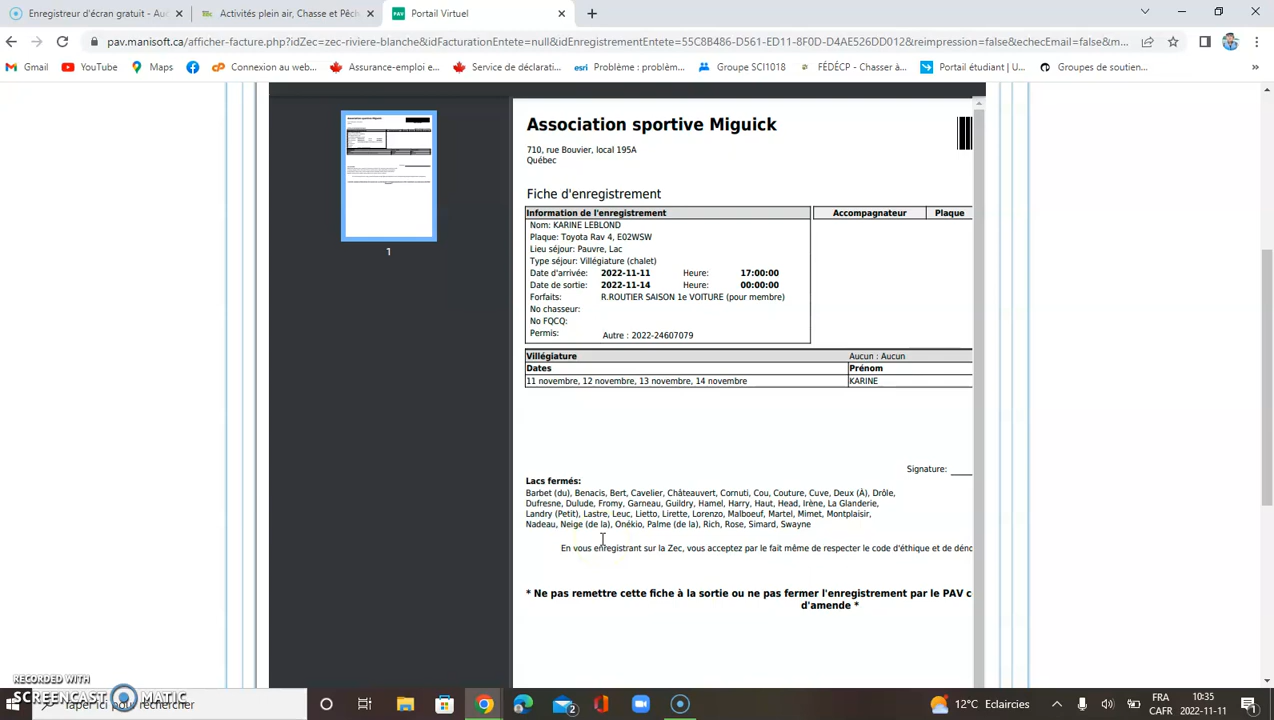 Enregistreur d'écran gratuit - Au
Activités plein air, Chasse et Pêch
PAV Portail Virtuel
pav.manisoft.ca/afficher-facture.php?idZec=zec-riviere-blanche&idFacturationEntete=null&idEnregistrementEntete=55C8B486-D561-ED11-8F0D-D4AE526DD012&reimpression=false&echecEmail=false&m...
Gmail YouTube Maps Connexion au web... Assurance-emploi e... Service de déclarati... esri Problème : problèm... Groupe SCI1018 FÉDÉCP - Chasser à... Portail étudiant | U... Groupes de soutien... »
Association sportive Miguick
710, rue Bouvier, local 195A
Québec
Fiche d'enregistrement
Information de l'enregistrement Accompagnateur Plaque
Nom: KARINE LEBLOND
Plaque: Toyota Rav 4, E02WSW
Lieu séjour: Pauvre, Lac
Type séjour: Villégiature (chalet)
Date d'arrivée: 2022-11-11 Heure: 17:00:00
Date de sortie: 2022-11-14 Heure: 00:00:00
Forfaits: R.ROUTIER SAISON 1e VOITURE (pour membre)
No chasseur:
No FQCQ:
Permis: Autre : 2022-24607079
Villégiature Aucun : Aucun
Dates Prénom
11 novembre, 12 novembre, 13 novembre, 14 novembre KARINE
1
Signature:
Lacs fermés:
Barbet (du), Benacis, Bert, Cavelier, Châteauvert, Cornuti, Cou, Couture, Cuve, Deux (À), Drôle,
Dufresne, Dulude, Fromy, Garneau, Guildry, Hamel, Harry, Haut, Head, Irène, La Glanderie,
Landry (Petit), Lastre, Leuc, Lietto, Lirette, Lorenzo, Malboeuf, Martel, Mimet, Montplaisir,
Nadeau, Neige (de la), Onékio, Palme (de la), Rich, Rose, Simard, Swayne
En vous enregistrant sur la Zec, vous acceptez par le fait même de respecter le code d'éthique et de dénc
* Ne pas remettre cette fiche à la sortie ou ne pas fermer l'enregistrement par le PAV c
d'amende *
RECORDED WITH
SCREENCAST MATIC
Taper ici pour rechercher
2
12°C Eclaircies
FRA
CAFR
10:35
2022-11-11
1